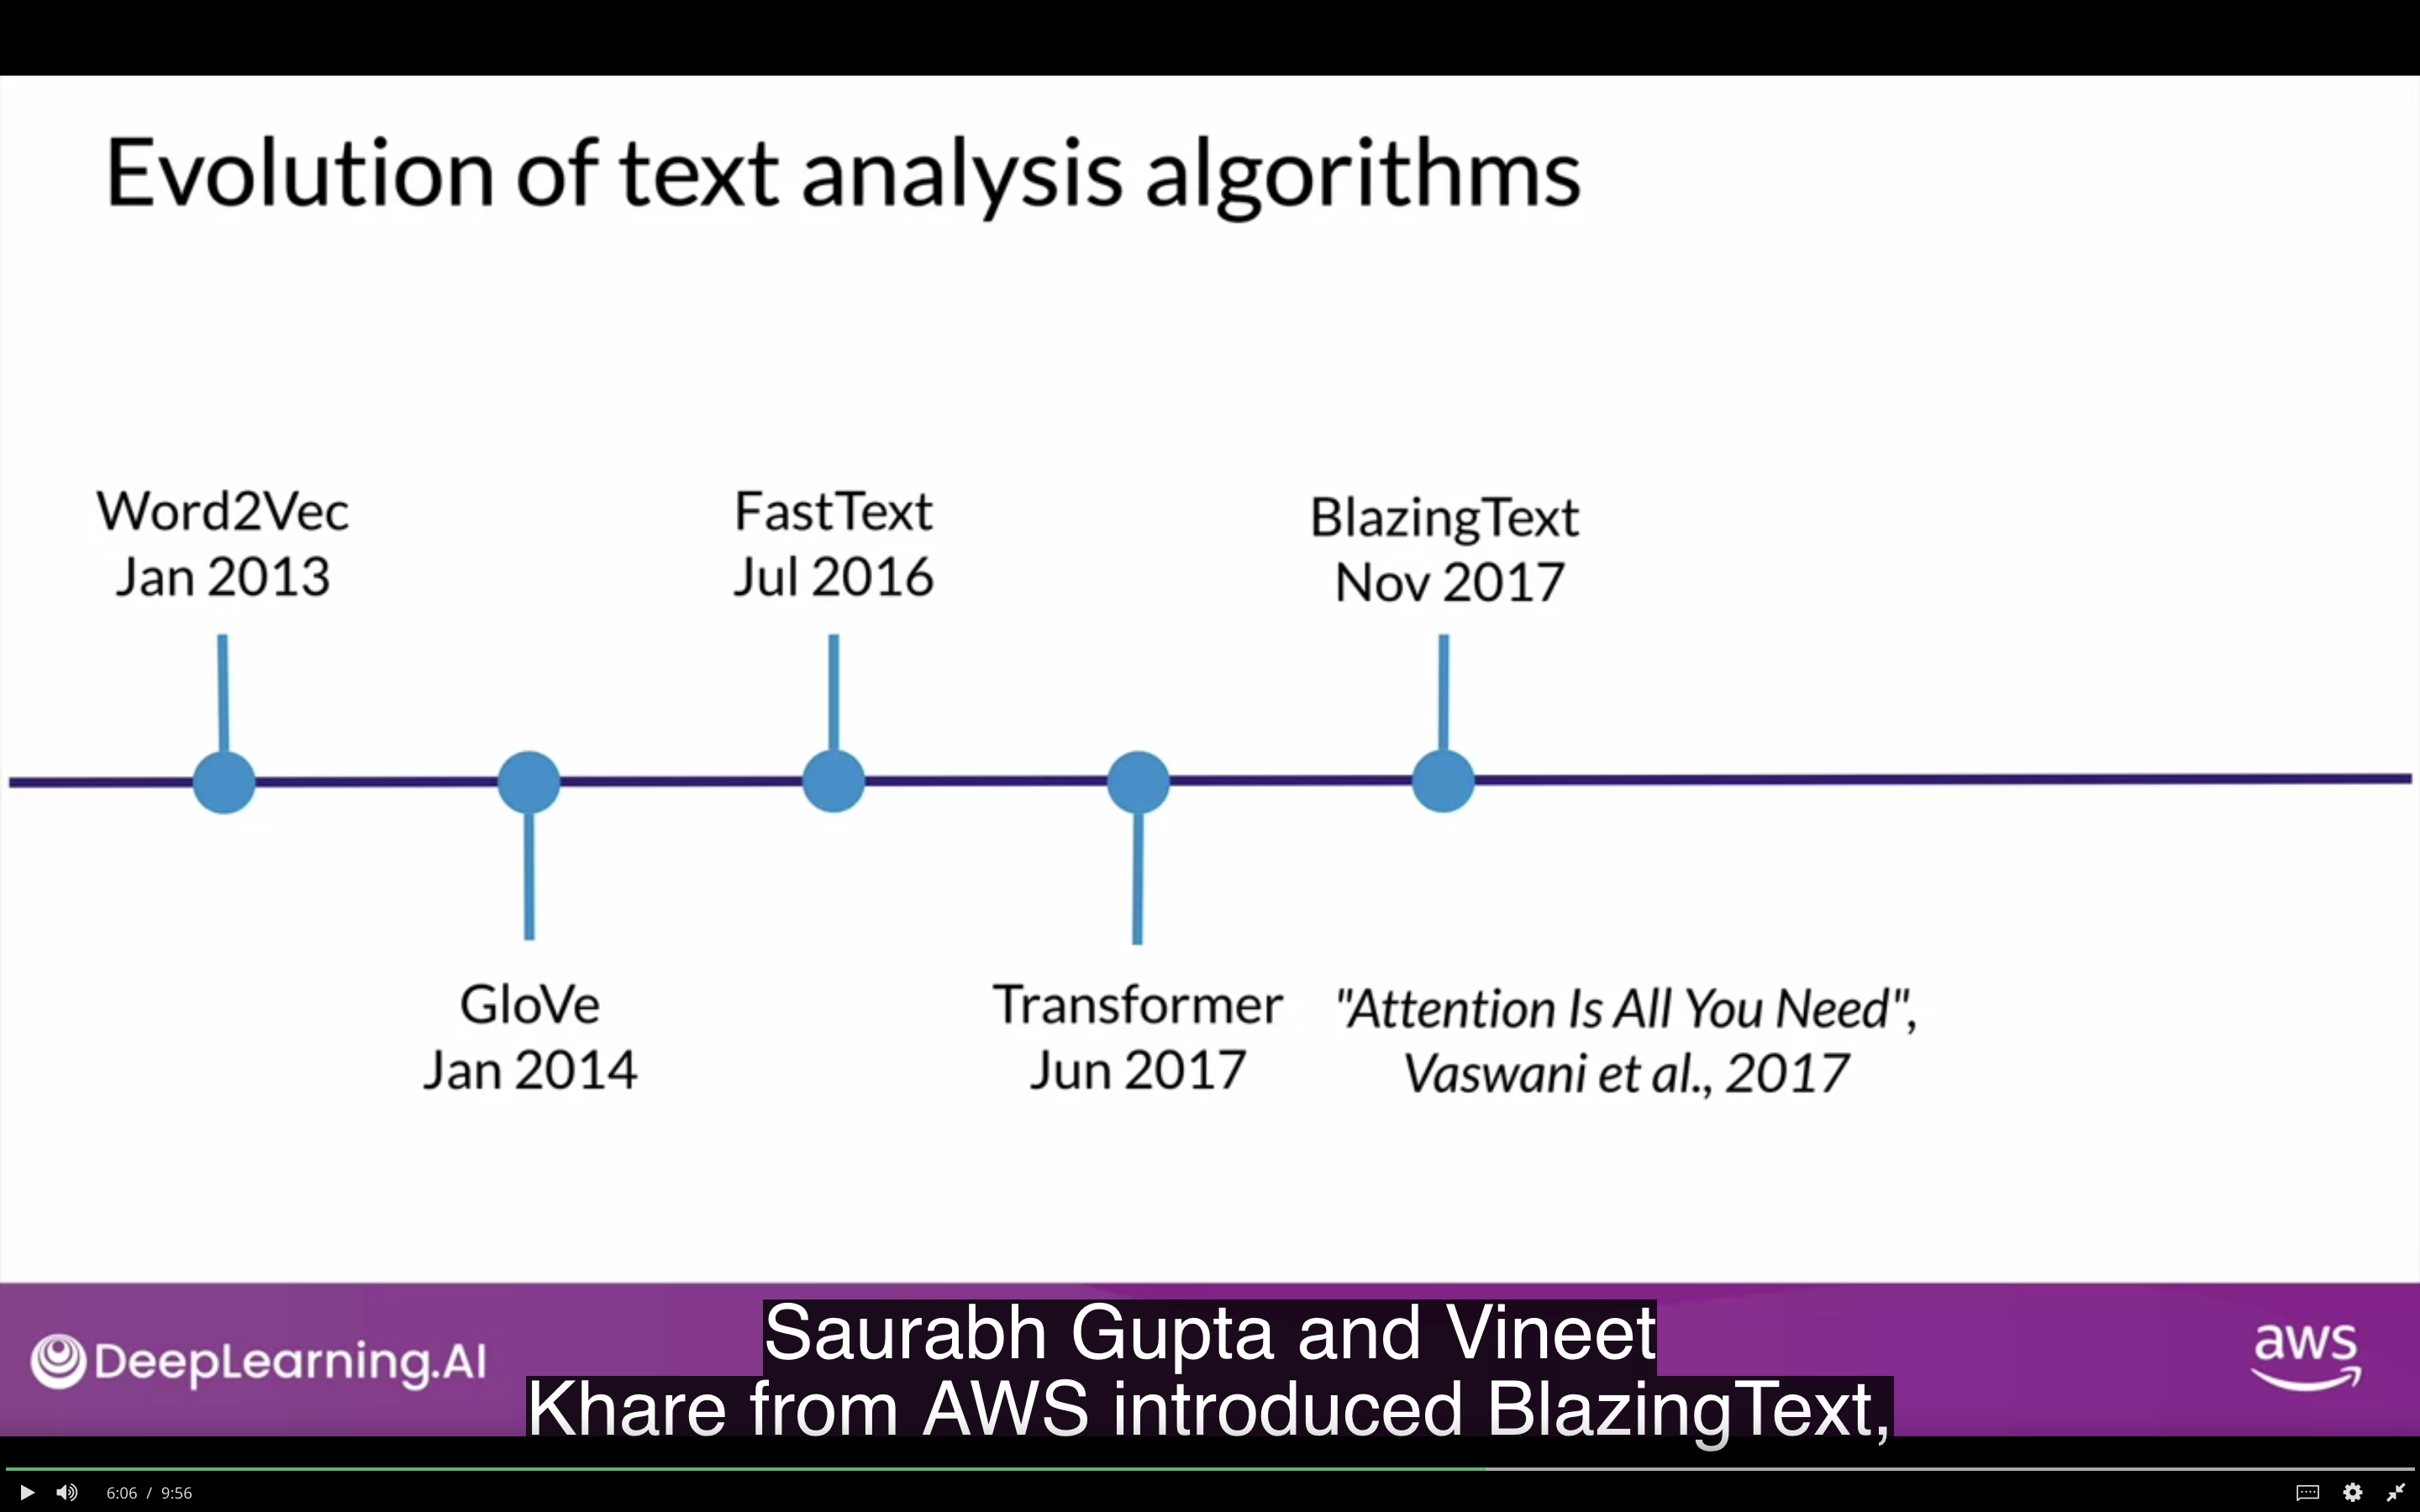 Evolution of text analysis algorithms
Word2Vec
Jan 2013
FastText
Jul 2016
BlazingText
Nov 2017
GloVe
Jan 2014
Transformer
Jun 2017
"Attention Is All You Need",
Vaswani et al., 2017
DeepLearning.AI
Saurabh Gupta and Vineet
Khare from AWS introduced BlazingText,
aws
6:06 / 9:56